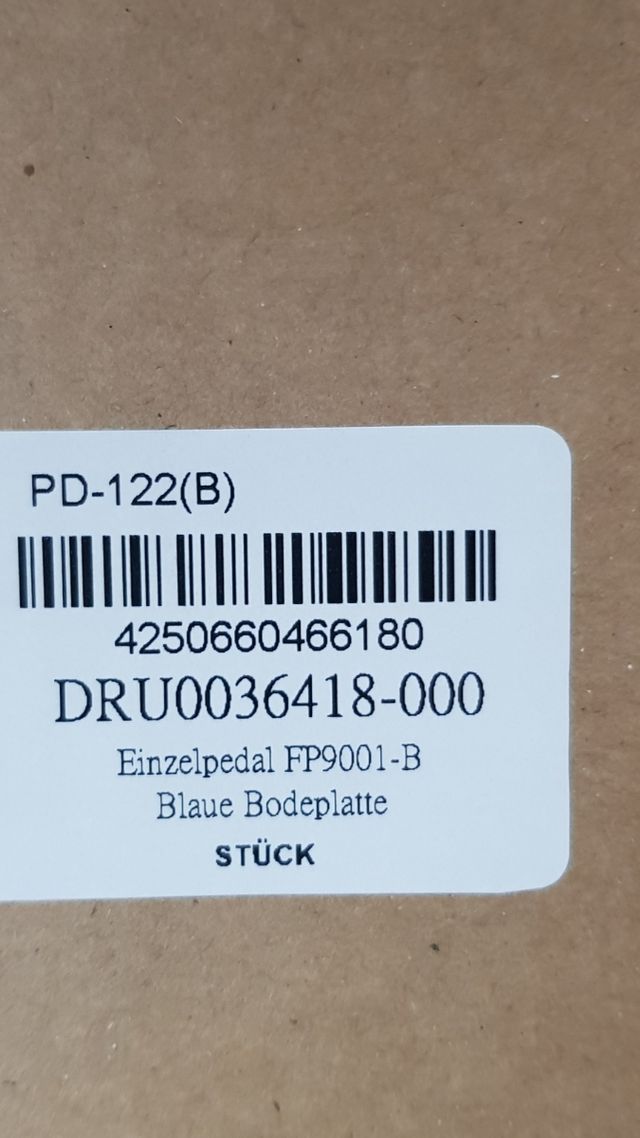 PD-122(B)
4250660466180
DRU0036418-000
Einzelpedal FP9001-B
Blaue Bodeplatte
STÜCK